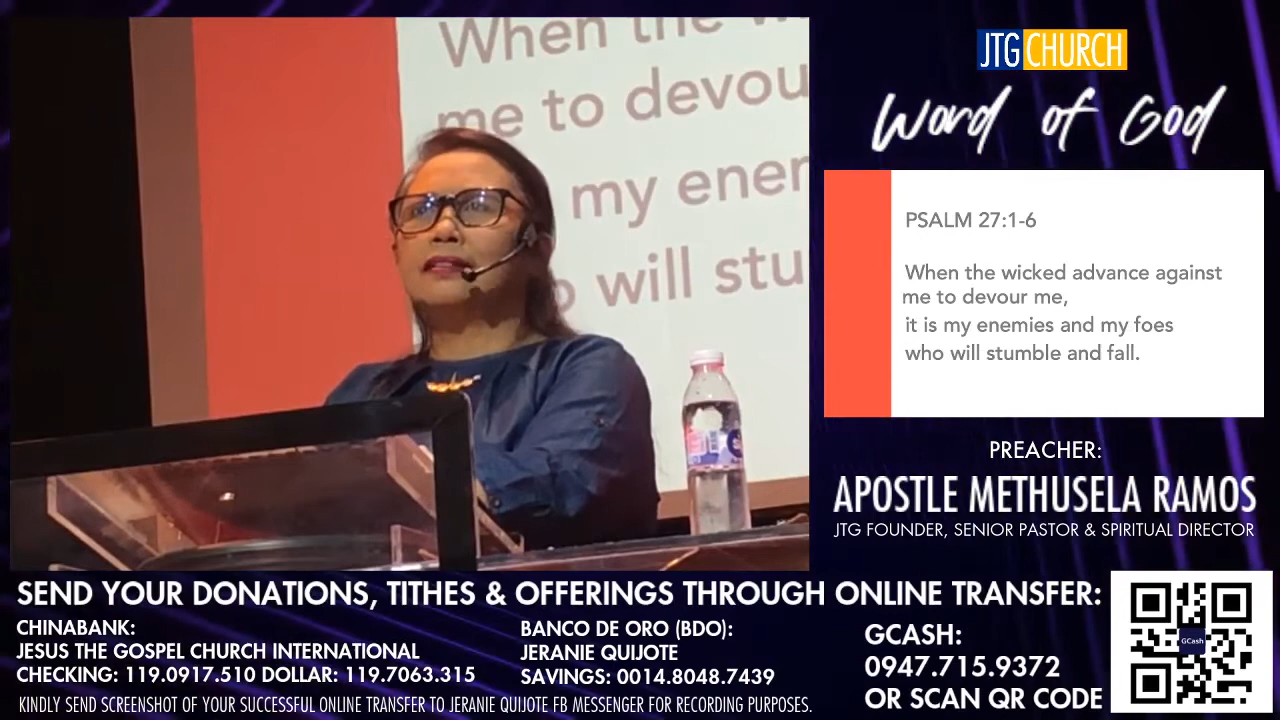 When the
me to devou
my ener
who will stu
JTG CHURCH
Word of God
PSALM 27:1-6
When the wicked advance against
me to devour me,
it is my enemies and my foes
who will stumble and fall.
PREACHER:
APOSTLE METHUSELA RAMOS
JTG FOUNDER, SENIOR PASTOR & SPIRITUAL DIRECTOR
SEND YOUR DONATIONS, TITHES & OFFERINGS THROUGH ONLINE TRANSFER:
CHINABANK:
JESUS THE GOSPEL CHURCH INTERNATIONAL
CHECKING: 119.0917.510 DOLLAR: 119.7063.315
BANCO DE ORO (BDO):
JERANIE QUIJOTE
SAVINGS: 0014.8048.7439
GCASH:
0947.715.9372
OR SCAN QR CODE
GCash
KINDLY SEND SCREENSHOT OF YOUR SUCCESSFUL ONLINE TRANSFER TO JERANIE QUIJOTE FB MESSENGER FOR RECORDING PURPOSES.